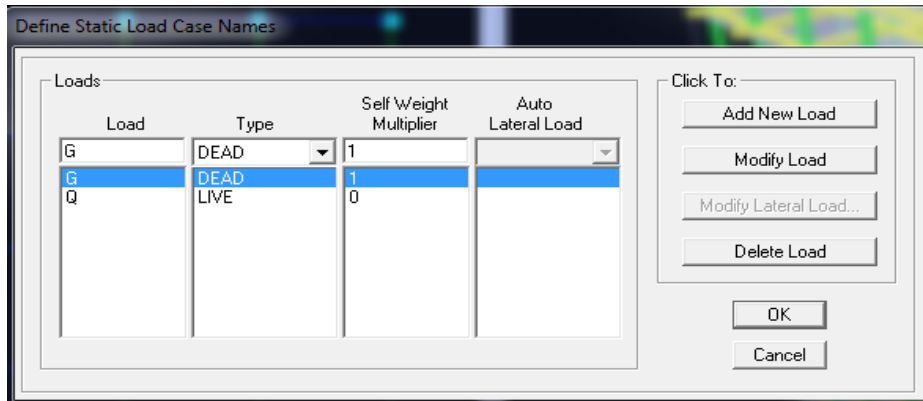 Define Static Load Case Names
Loads
Load Type Self Weight Multiplier Auto Lateral Load
G DEAD 1
G DEAD 1
Q LIVE 0
Click To:
Add New Load
Modify Load
Modify Lateral Load...
Delete Load
OK
Cancel